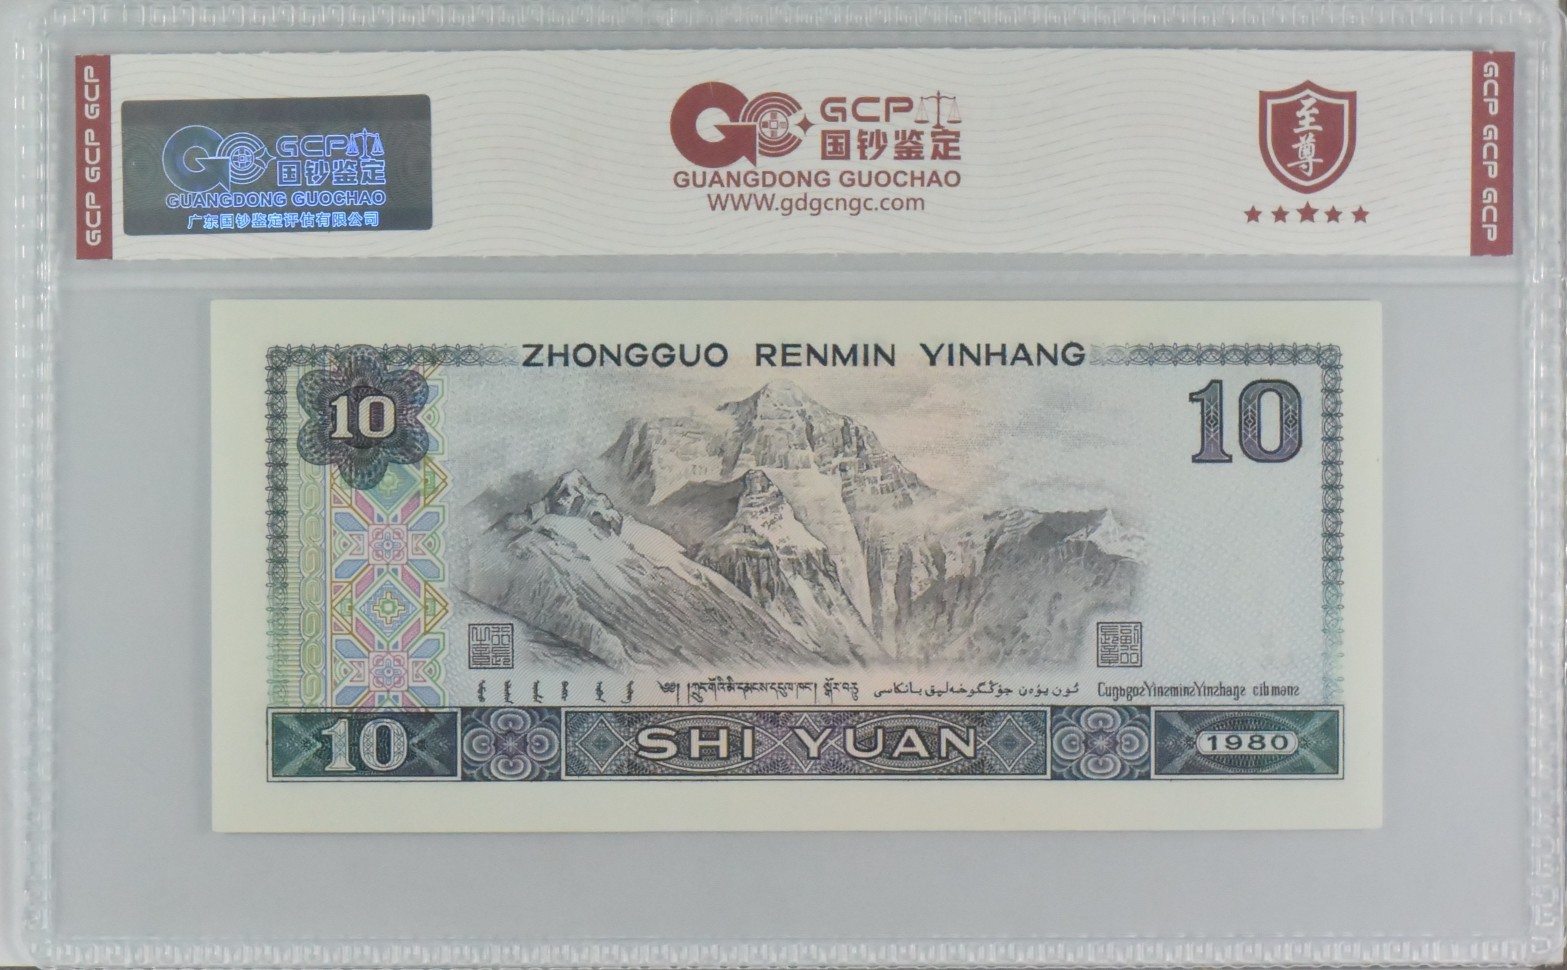 GCP GCP GCP
GCP
国钞鉴定
GUANGDONG GUOCHAO
广东国钞鉴定评估有限公司
GCP
国钞鉴定
GUANGDONG GUOCHAO
WWW.gdgcngc.com
至尊
GCP GCP GCP
ZHONGGUO RENMIN YINHANG
10
10
10
SHI YUAN
1980